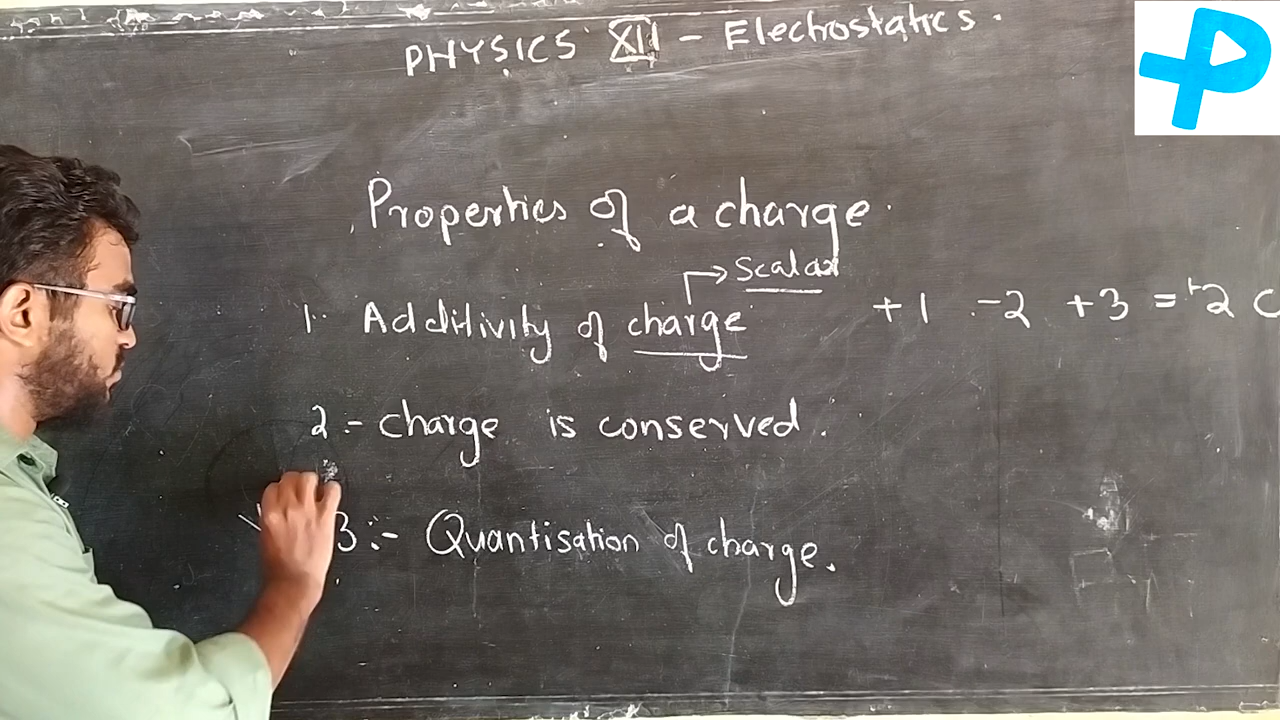 PHYSICS XII - Electrostatics.
Properties of a charge.
→ Scalar
1. Additivity of charge +1 -2 +3 = +2 C
2 :- charge is conserved.
3 :- Quantisation of charge.
P